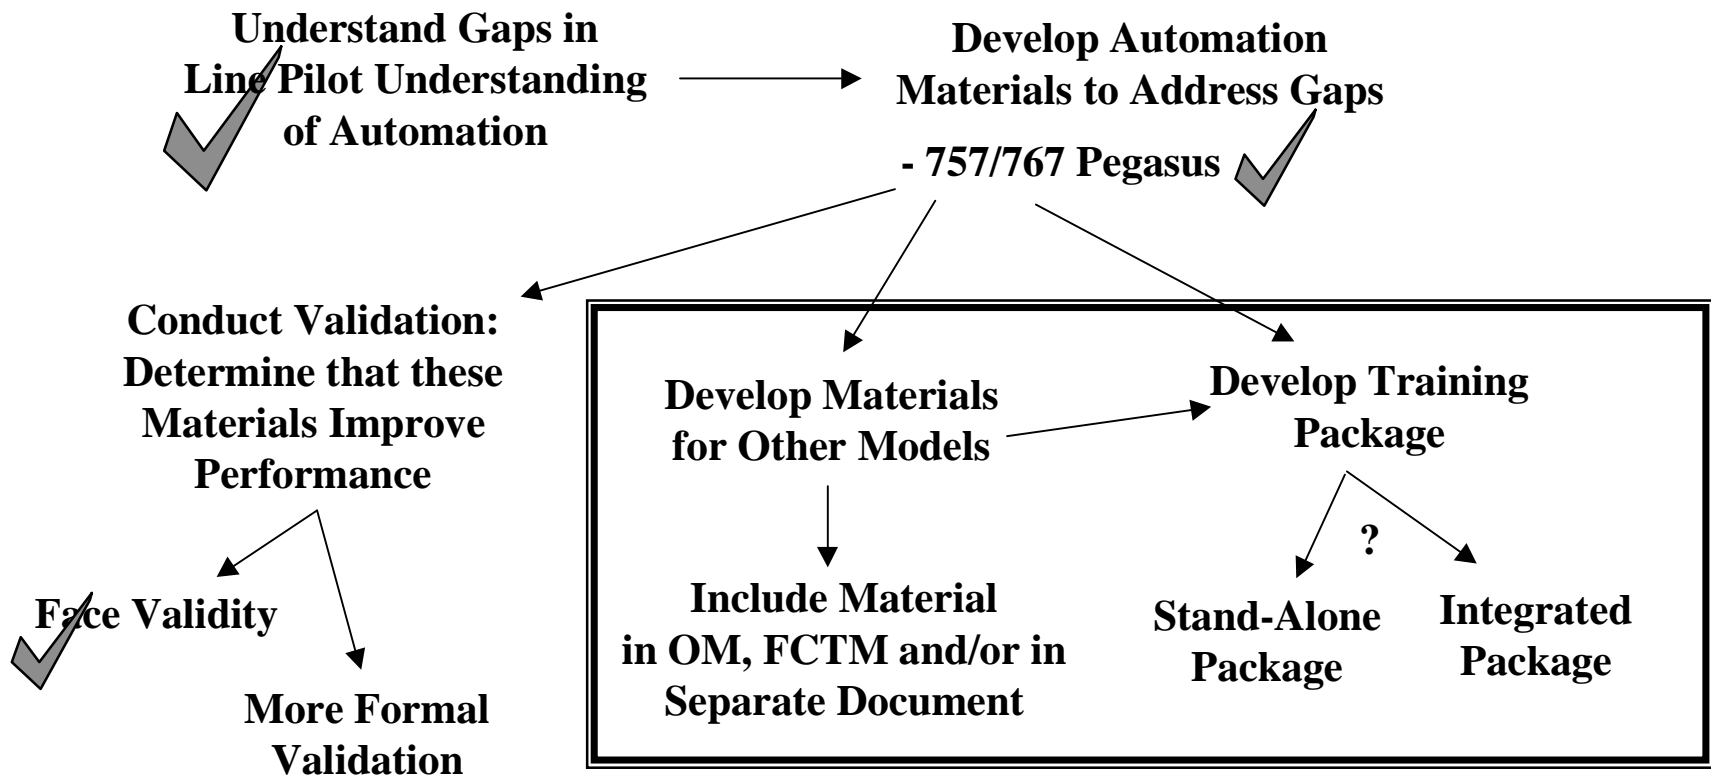 Understand Gaps in
Line Pilot Understanding
of Automation
Develop Automation
Materials to Address Gaps
- 757/767 Pegasus
Conduct Validation:
Determine that these
Materials Improve
Performance
Develop Materials
for Other Models
Develop Training
Package
?
Face Validity
More Formal
Validation
Include Material
in OM, FCTM and/or in
Separate Document
Stand-Alone
Package
Integrated
Package